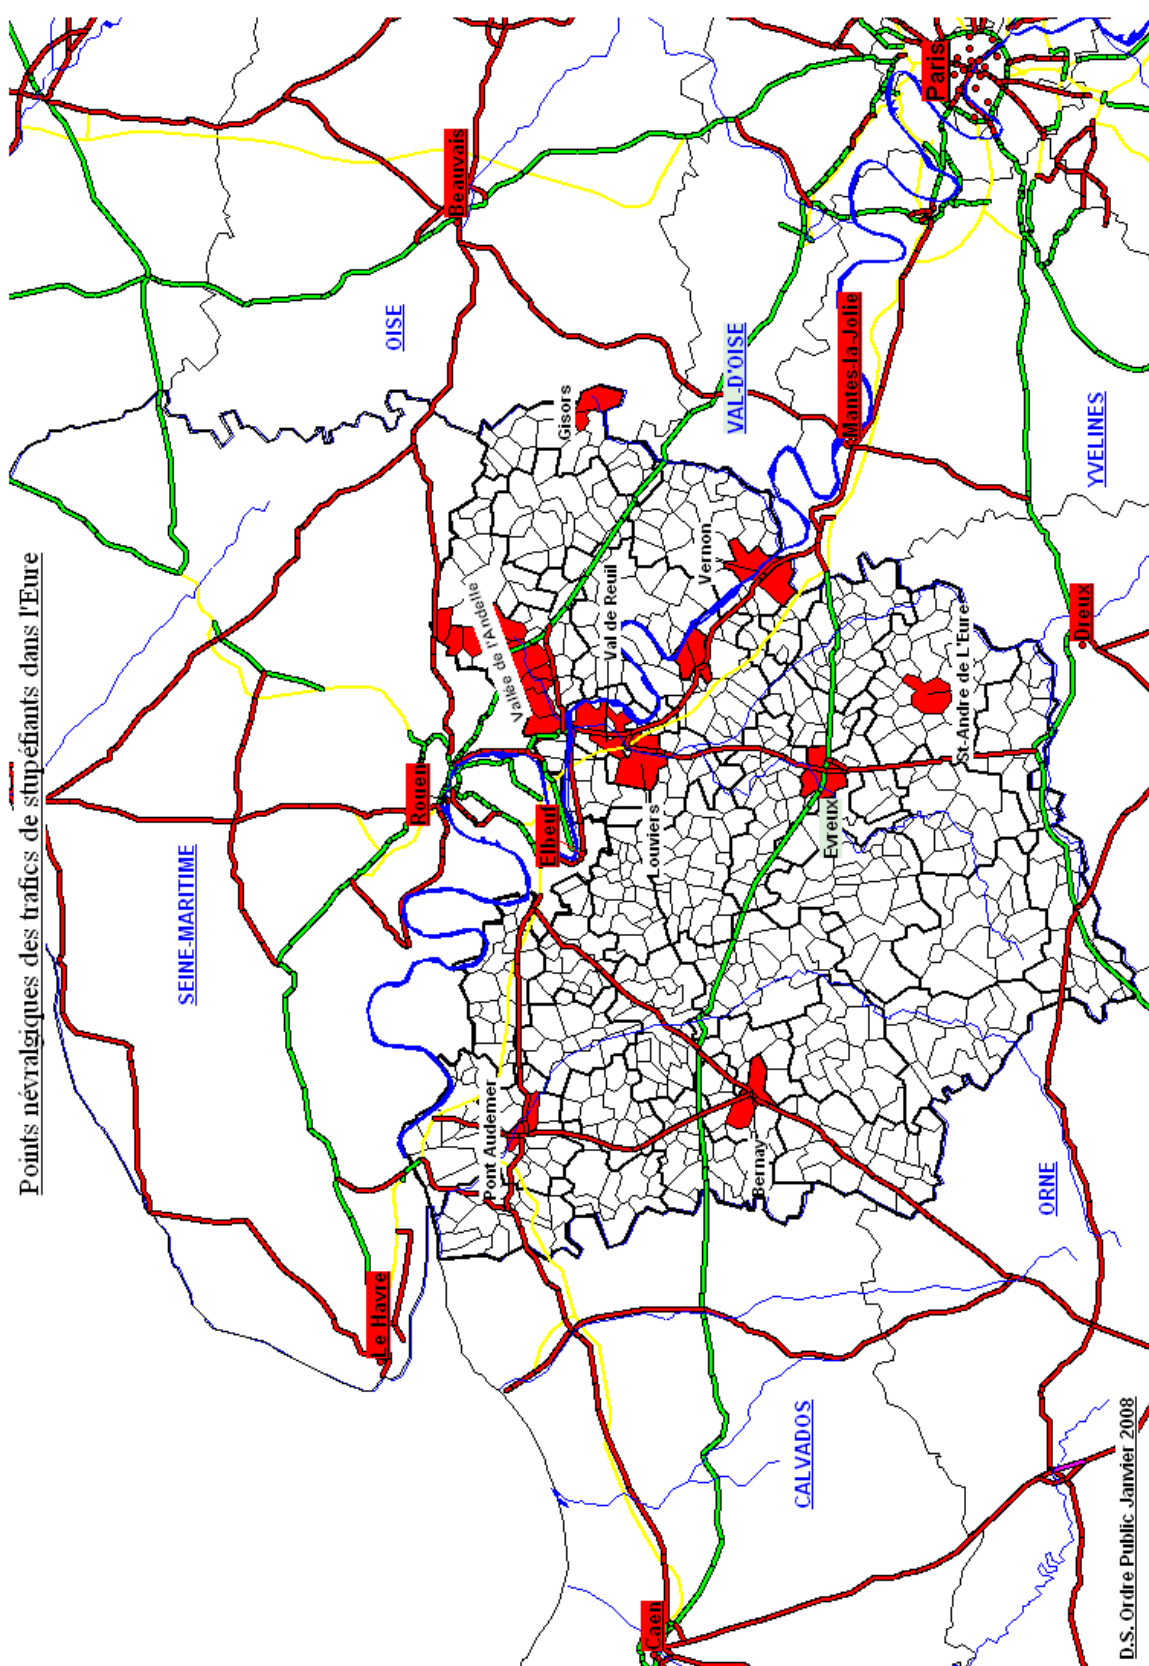 Points névralgiques des trafics de stupéfiants dans l'Eure
SEINE-MARITIME
OISE
Beauvais
Paris
Le Havre
Rouen
Vallée de l'Andelle
Gisors
Elbeuf
Val de Reuil
VAL-D'OISE
Pont Audemer
Louviers
Vernon
Mantes-la-Jolie
Caen
Bernay
Evreux
CALVADOS
St-Andre de L'Eure
YVELINES
ORNE
Dreux
D.S. Ordre Public Janvier 2008